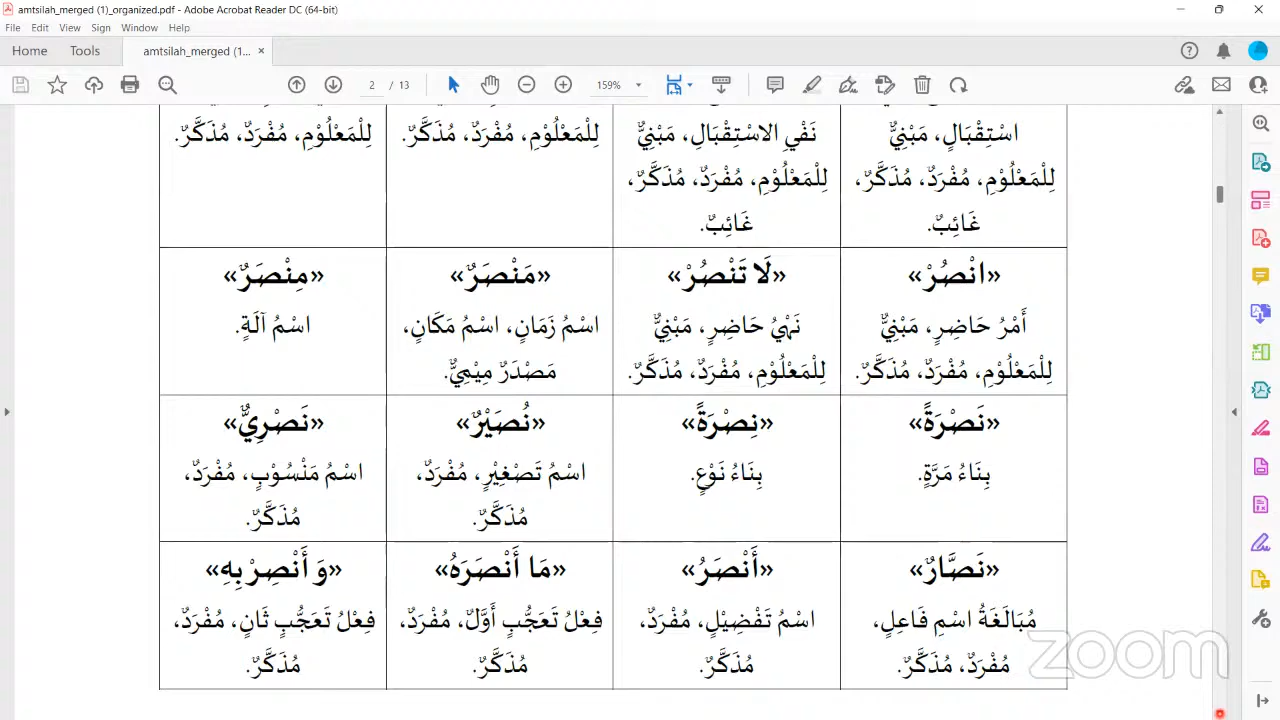 amtsilah_merged (1)_organized.pdf - Adobe Acrobat Reader DC (64-bit)
File Edit View Sign Window Help
Home Tools amtsilah_merged (1... ×
2 / 13 159%
اسْتِقْبَالٍ، مَبْنِيٌّ
لِلْمَعْلُوْمِ، مُفْرَدٌ، مُذَكَّرٌ،
غَائِبٌ.
نَفْيِ الاسْتِقْبَالِ، مَبْنِيٌّ
لِلْمَعْلُوْمِ، مُفْرَدٌ، مُذَكَّرٌ،
غَائِبٌ.
لِلْمَعْلُوْمِ، مُفْرَدٌ، مُذَكَّرٌ.
لِلْمَعْلُوْمِ، مُفْرَدٌ، مُذَكَّرٌ.
«انْصُرْ»
أَمْرُ حَاضِرٍ، مَبْنِيٌّ
لِلْمَعْلُوْمِ، مُفْرَدٌ، مُذَكَّرٌ.
«لَا تَنْصُرْ»
نَهْيُ حَاضِرٍ، مَبْنِيٌّ
لِلْمَعْلُوْمِ، مُفْرَدٌ، مُذَكَّرٌ.
«مَنْصَرٌ»
اسْمُ زَمَانٍ، اسْمُ مَكَانٍ،
مَصْدَرٌ مِيْمِيٌّ.
«مِنْصَرٌ»
اسْمُ آلَةٍ.
«نَصْرَةً»
بِنَاءُ مَرَّةٍ.
«نِصْرَةً»
بِنَاءُ نَوْعٍ.
«نُصَيْرٌ»
اسْمُ تَصْغِيْرٍ، مُفْرَدٌ،
مُذَكَّرٌ.
«نَصْرِيٌّ»
اسْمُ مَنْسُوْبٍ، مُفْرَدٌ،
مُذَكَّرٌ.
«نَصَّارٌ»
مُبَالَغَةُ اسْمِ فَاعِلٍ،
مُفْرَدٌ، مُذَكَّرٌ.
«أَنْصَرُ»
اسْمُ تَفْضِيْلٍ، مُفْرَدٌ،
مُذَكَّرٌ.
«مَا أَنْصَرَهُ»
فِعْلُ تَعَجُّبٍ أَوَّلٌ، مُفْرَدٌ،
مُذَكَّرٌ.
«وَ أَنْصِرْ بِهِ»
فِعْلُ تَعَجُّبٍ ثَانٍ، مُفْرَدٌ،
مُذَكَّرٌ.
zoom